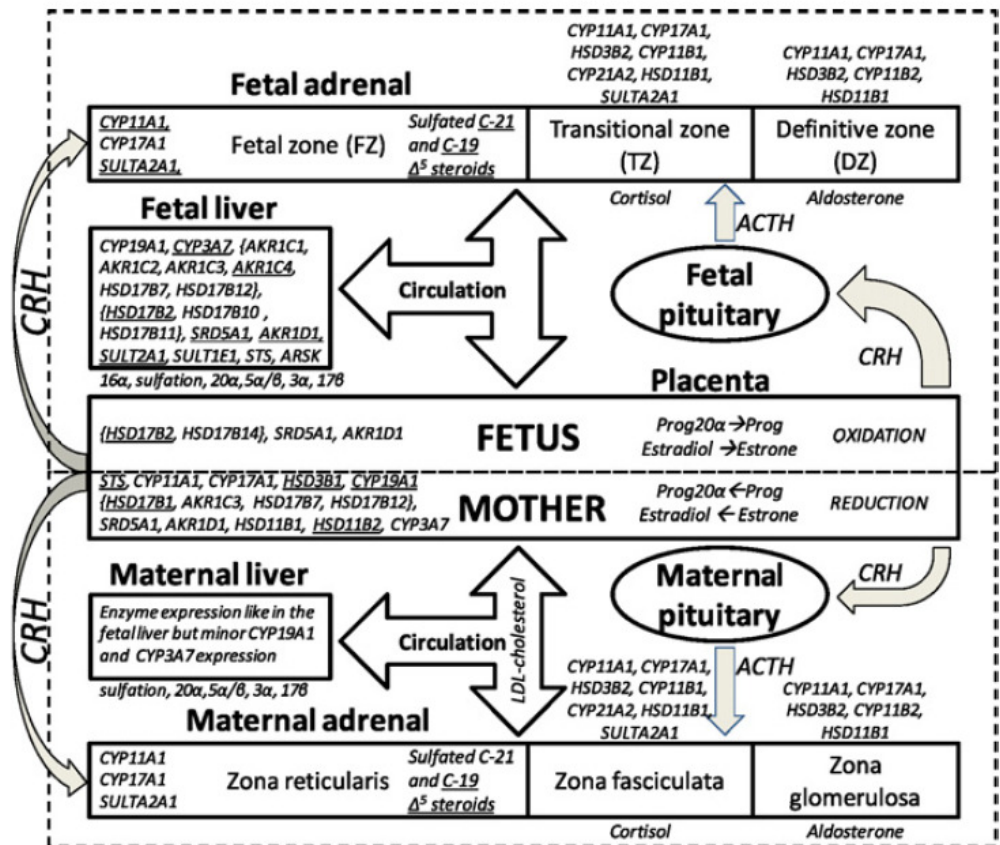 CYP11A1, CYP17A1,
HSD3B2, CYP11B1,
CYP21A2, HSD11B1,
SULTA2A1
CYP11A1, CYP17A1,
HSD3B2, CYP11B2,
HSD11B1
Fetal adrenal
CYP11A1,
CYP17A1
SULTA2A1,
Fetal zone (FZ)
Sulfated C-21
and C-19
Δ⁵ steroids
Transitional zone
(TZ)
Definitive zone
(DZ)
Cortisol
Aldosterone
Fetal liver
CYP19A1, CYP3A7, {AKR1C1,
AKR1C2, AKR1C3, AKR1C4,
HSD17B7, HSD17B12},
{HSD17B2, HSD17B10 ,
HSD17B11}, SRD5A1, AKR1D1,
SULT2A1, SULT1E1, STS, ARSK
16α, sulfation, 20α,5α/β, 3α, 17β
Circulation
ACTH
Fetal
pituitary
CRH
CRH
Placenta
{HSD17B2, HSD17B14}, SRD5A1, AKR1D1
FETUS
Prog20α→Prog
Estradiol →Estrone
OXIDATION
STS, CYP11A1, CYP17A1, HSD3B1, CYP19A1
{HSD17B1, AKR1C3, HSD17B7, HSD17B12},
SRD5A1, AKR1D1, HSD11B1, HSD11B2, CYP3A7
MOTHER
Prog20α←Prog
Estradiol ← Estrone
REDUCTION
Maternal liver
Enzyme expression like in the
fetal liver but minor CYP19A1
and CYP3A7 expression
sulfation, 20α,5α/β, 3α, 17β
Circulation
LDL-cholesterol
Maternal
pituitary
CRH
CRH
ACTH
CYP11A1, CYP17A1,
HSD3B2, CYP11B1,
CYP21A2, HSD11B1,
SULTA2A1
CYP11A1, CYP17A1,
HSD3B2, CYP11B2,
HSD11B1
Maternal adrenal
CYP11A1
CYP17A1
SULTA2A1
Zona reticularis
Sulfated C-21
and C-19
Δ⁵ steroids
Zona fasciculata
Zona
glomerulosa
Cortisol
Aldosterone